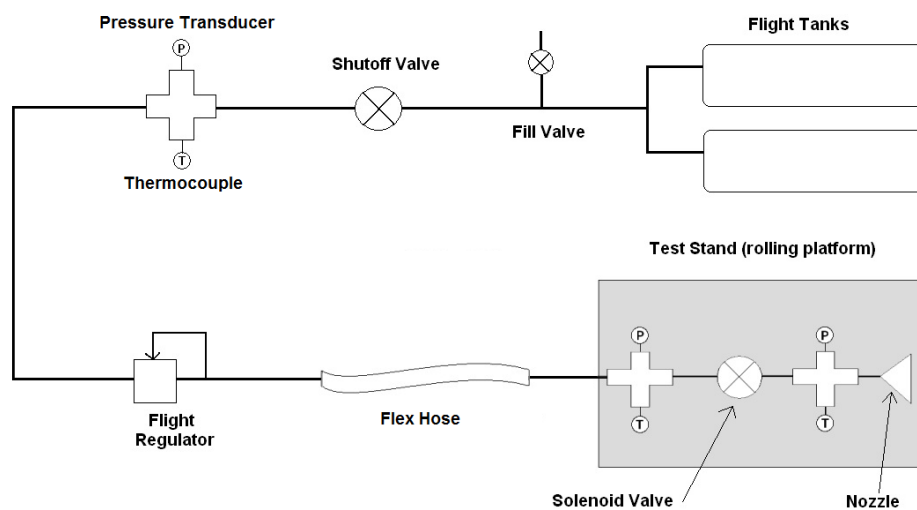 Pressure Transducer
Flight Tanks
P
Shutoff Valve
Fill Valve
T
Thermocouple
Test Stand (rolling platform)
P
P
Flight
Regulator
Flex Hose
T
T
Solenoid Valve
Nozzle